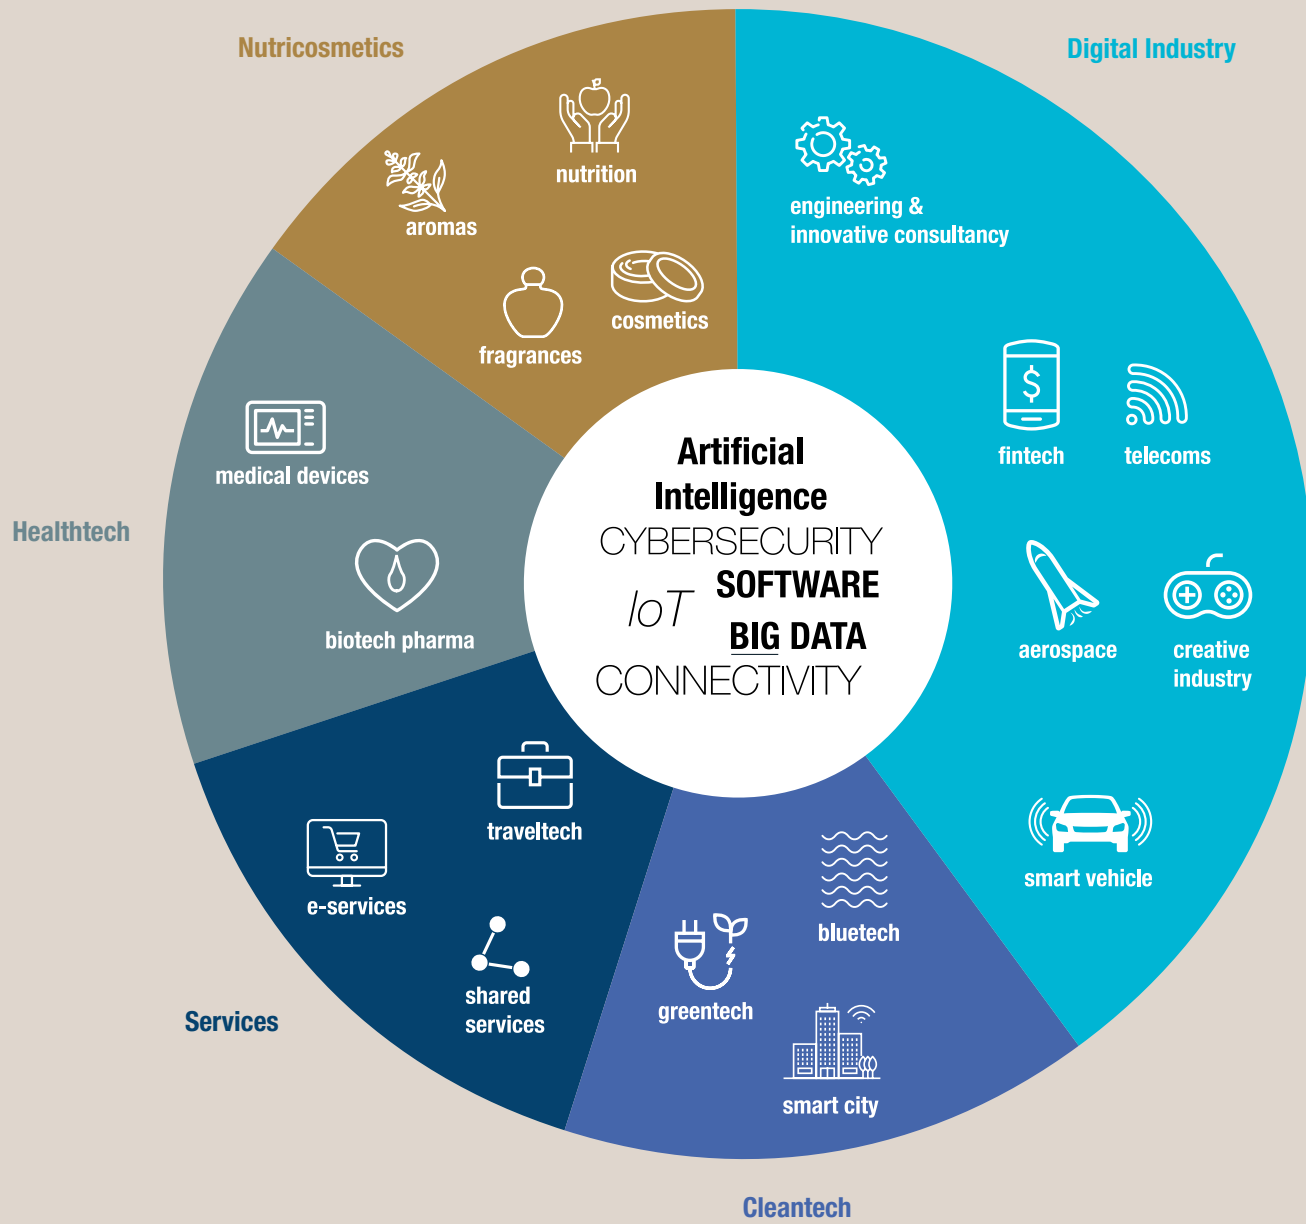 Nutricosmetics
Digital Industry
nutrition
aromas
cosmetics
fragrances
engineering &
innovative consultancy
fintech
telecoms
aerospace
creative
industry
smart vehicle
Healthtech
medical devices
biotech pharma
Artificial
Intelligence
CYBERSECURITY
IoT
SOFTWARE
BIG DATA
CONNECTIVITY
Services
traveltech
e-services
shared
services
bluetech
greentech
smart city
Cleantech
$